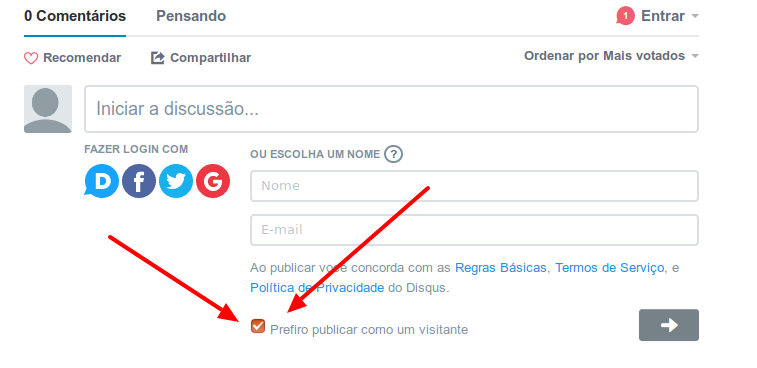 0 Comentários Pensando 1 Entrar
Recomendar Compartilhar Ordenar por Mais votados
Iniciar a discussão...
FAZER LOGIN COM
D f G
OU ESCOLHA UM NOME ?
Nome
E-mail
Ao publicar você concorda com as Regras Básicas, Termos de Serviço, e
Política de Privacidade do Disqus.
Prefiro publicar como um visitante